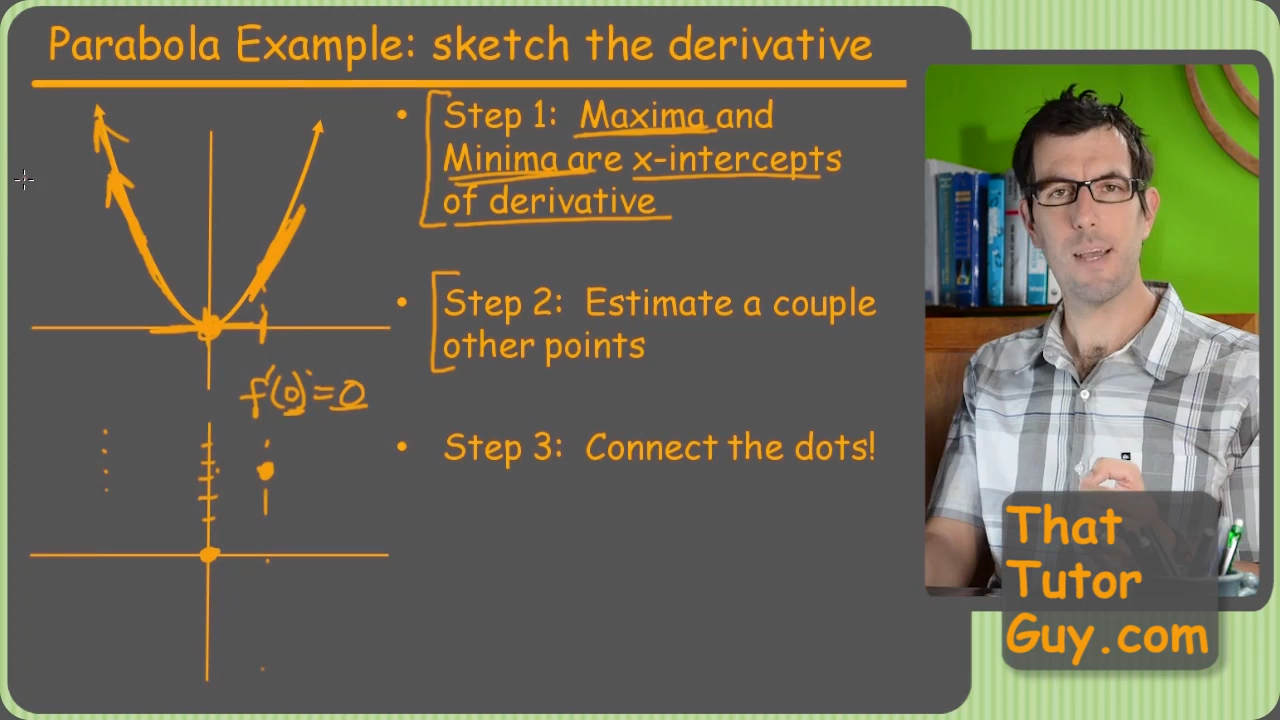 Parabola Example: sketch the derivative
• Step 1: Maxima and
Minima are x-intercepts
of derivative
• Step 2: Estimate a couple
other points
f'(0)=0
• Step 3: Connect the dots!
That
Tutor
Guy.com